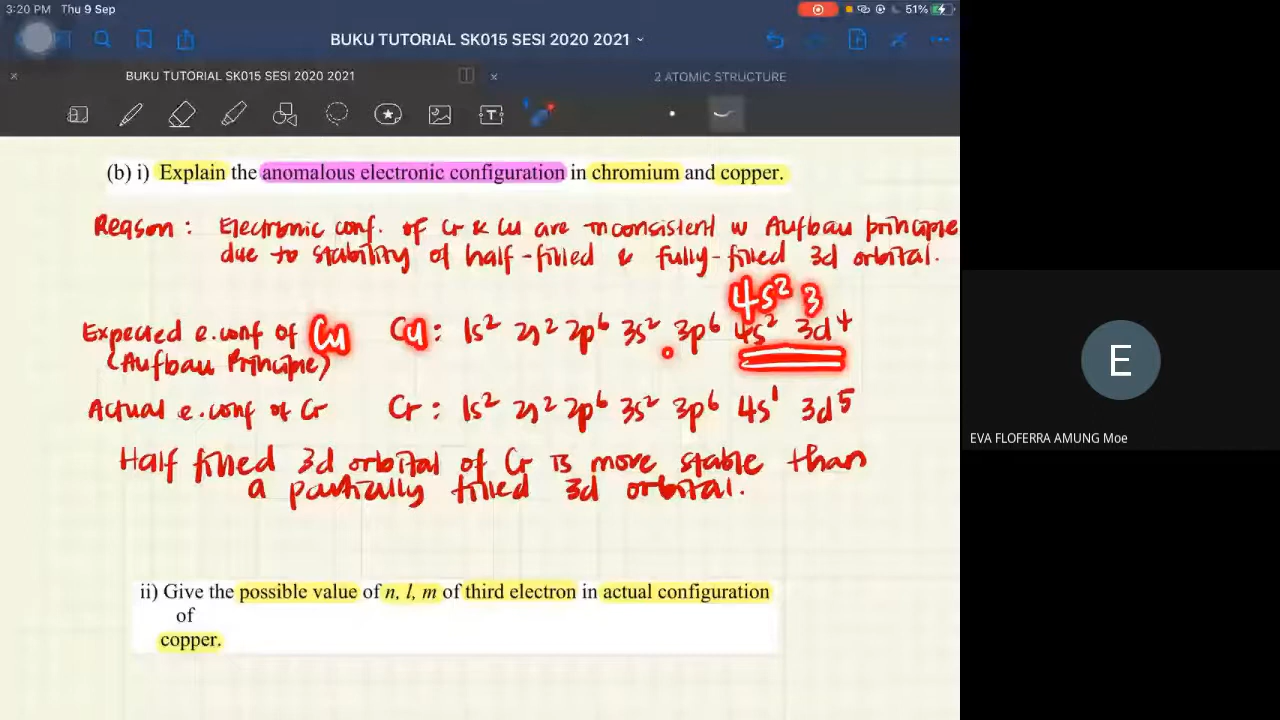 3:20 PM Thu 9 Sep
51%
BUKU TUTORIAL SK015 SESI 2020 2021
BUKU TUTORIAL SK015 SESI 2020 2021
2 ATOMIC STRUCTURE
(b) i) Explain the anomalous electronic configuration in chromium and copper.
Reason : Electronic conf. of Cr & Cu are inconsistent w Aufbau principle
due to stability of half-filled & fully-filled 3d orbital.
4s² 3
Expected e.conf of Cu Cu : 1s² 2s² 2p⁶ 3s² 3p⁶ 4s² 3d⁴
(Aufbau Principle)
Actual e.conf of Cr Cr : 1s² 2s² 2p⁶ 3s² 3p⁶ 4s¹ 3d⁵
Half filled 3d orbital of Cr is more stable than
a partially filled 3d orbital.
ii) Give the possible value of n, l, m of third electron in actual configuration
of
copper.
E
EVA FLOFERRA AMUNG Moe